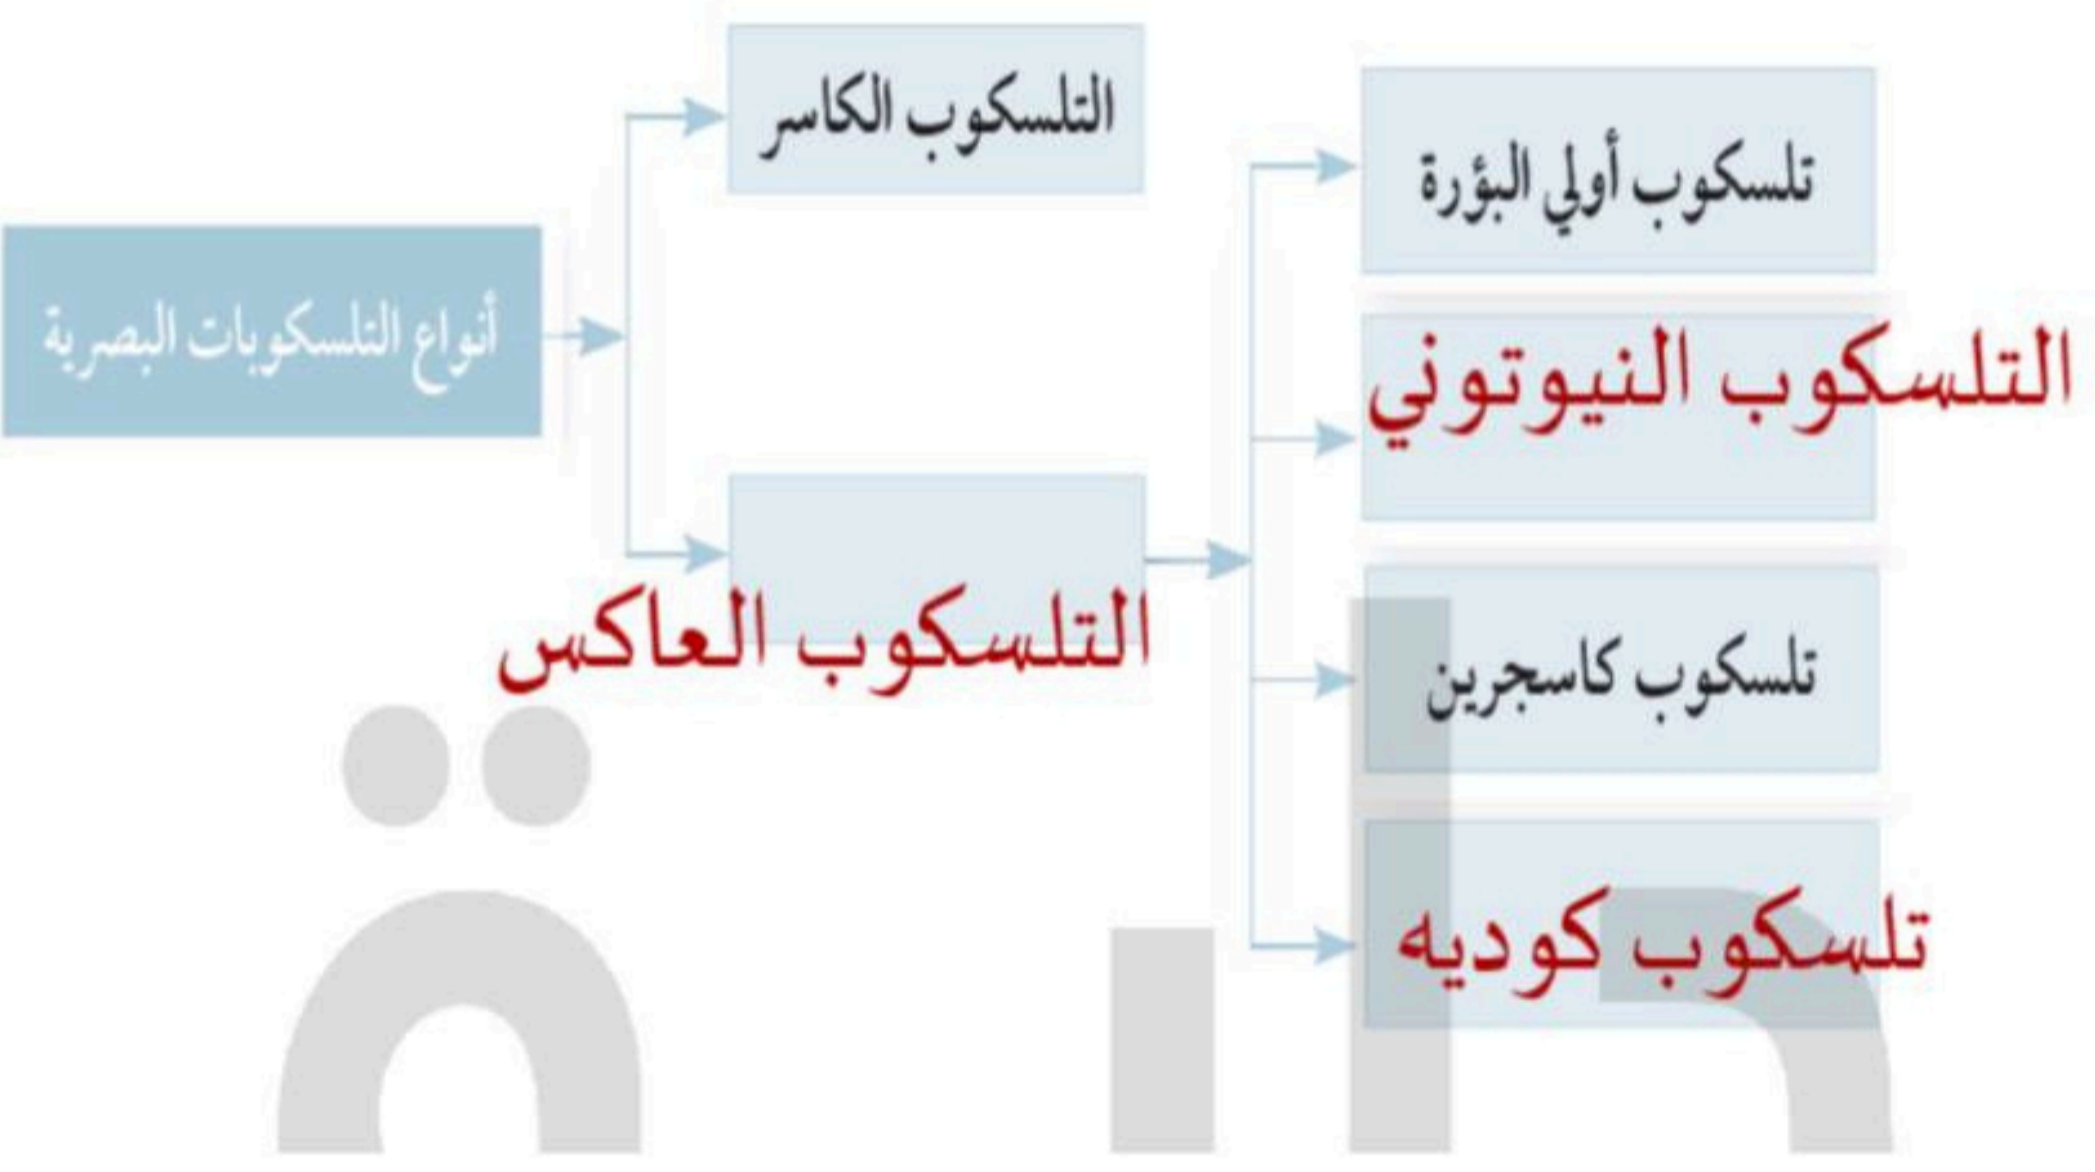 أنواع التلسكوبات البصرية
التلسكوب الكاسر
التلسكوب العاكس
تلسكوب أولي البؤرة
التلسكوب النيوتوني
تلسكوب كاسجرين
تلسكوب كوديه